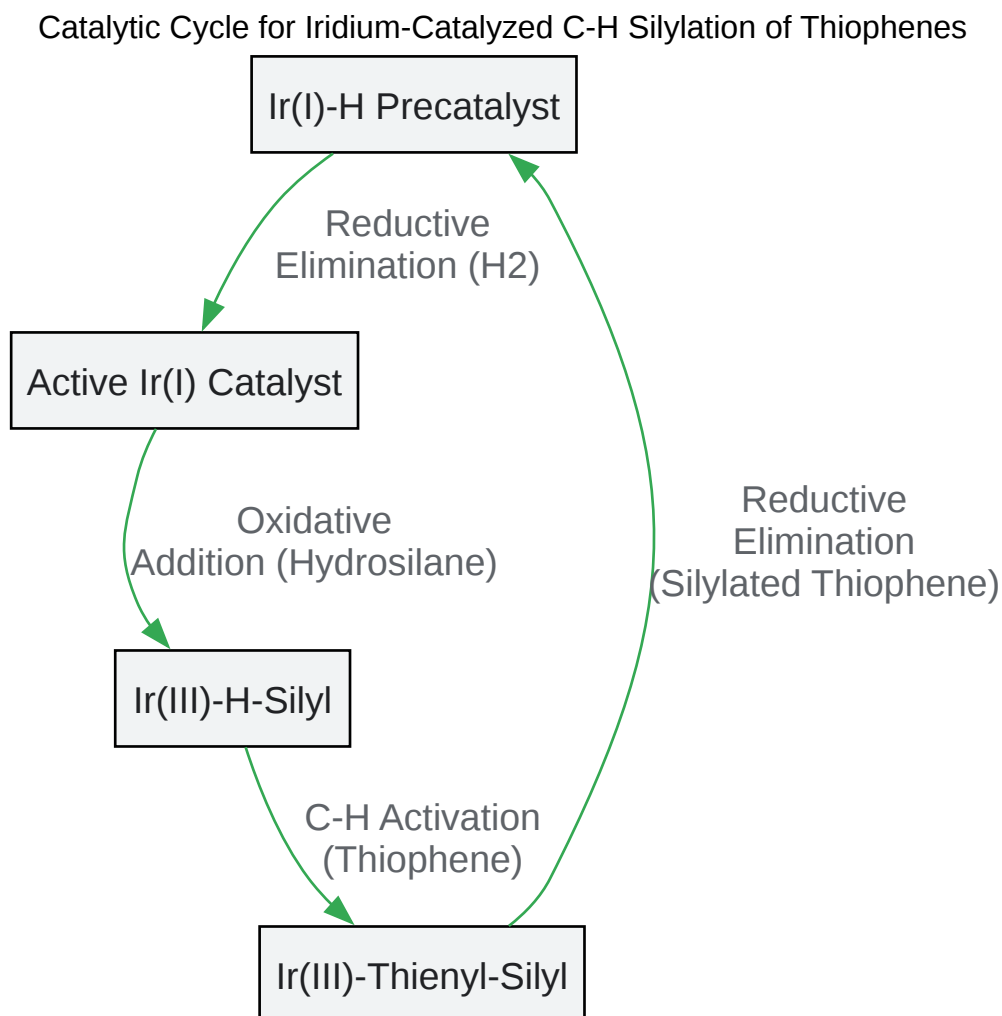 Catalytic Cycle for Iridium-Catalyzed C-H Silylation of Thiophenes
Ir(I)-H Precatalyst
Reductive
Elimination (H2)
Active Ir(I) Catalyst
Oxidative
Addition (Hydrosilane)
Reductive
Elimination
(Silylated Thiophene)
Ir(III)-H-Silyl
C-H Activation
(Thiophene)
Ir(III)-Thienyl-Silyl